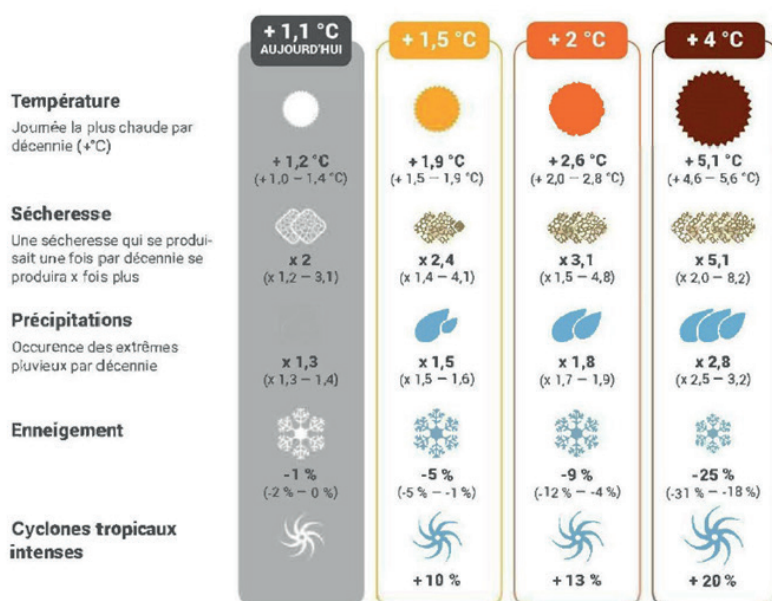 + 1,1 °C
AUJOURD'HUI
+ 1,5 °C
+ 2 °C
+ 4 °C
Température
Journée la plus chaude par
décennie (+°C)
+ 1,2 °C
(+ 1,0 – 1,4 °C)
+ 1,9 °C
(+ 1,5 – 1,9 °C)
+ 2,6 °C
(+ 2,0 – 2,8 °C)
+ 5,1 °C
(+ 4,6 – 5,6 °C)
Sécheresse
Une sécheresse qui se produi-
sait une fois par décennie se
produira x fois plus
x 2
(x 1,2 – 3,1)
x 2,4
(x 1,4 – 4,1)
x 3,1
(x 1,5 – 4,8)
x 5,1
(x 2,0 – 8,2)
Précipitations
Occurence des extrêmes
pluvieux par décennie
x 1,3
(x 1,3 – 1,4)
x 1,5
(x 1,5 – 1,6)
x 1,8
(x 1,7 – 1,9)
x 2,8
(x 2,5 – 3,2)
Enneigement
-1 %
(-2 % – 0 %)
-5 %
(-5 % – -1 %)
-9 %
(-12 % – -4 %)
-25 %
(-31 % – -18 %)
Cyclones tropicaux
intenses
+ 10 %
+ 13 %
+ 20 %